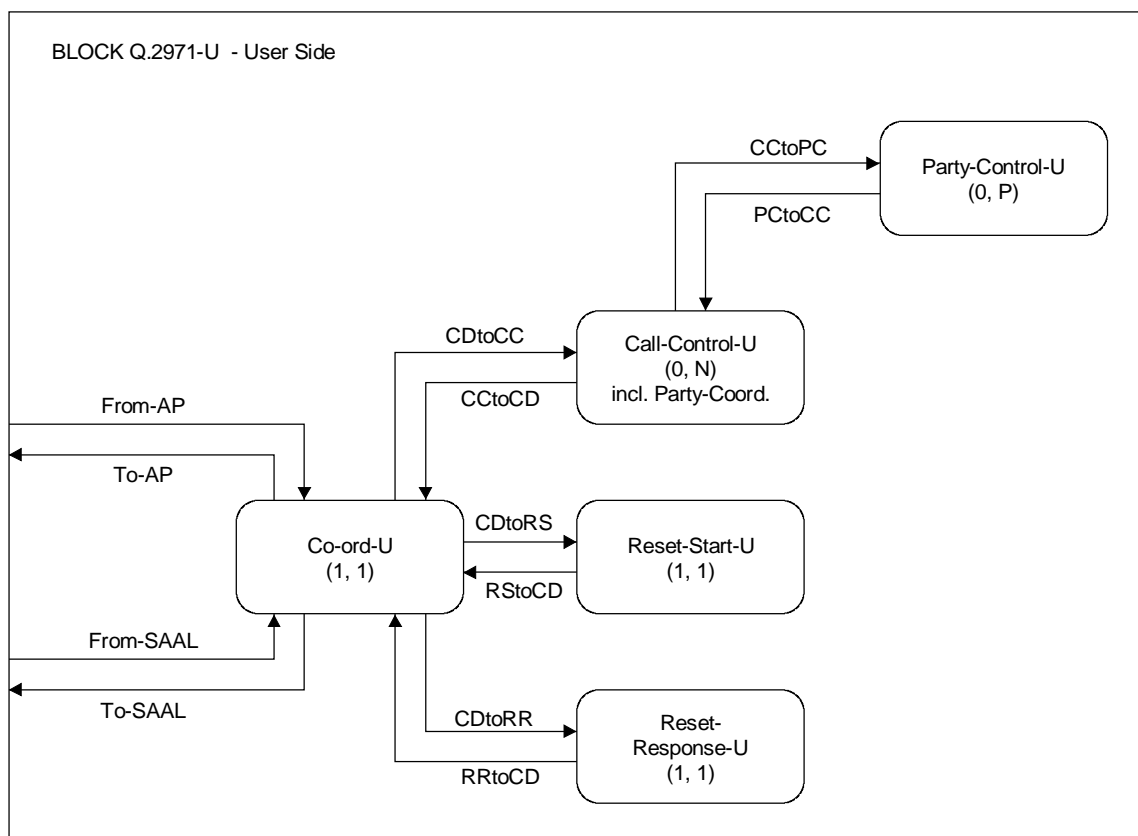 BLOCK Q.2971-U - User Side
CCtoPC
Party-Control-U
(0, P)
PCtoCC
CDtoCC
Call-Control-U
(0, N)
incl. Party-Coord.
CCtoCD
From-AP
To-AP
CDtoRS
Co-ord-U
(1, 1)
Reset-Start-U
(1, 1)
RStoCD
From-SAAL
To-SAAL
CDtoRR
Reset-
Response-U
(1, 1)
RRtoCD